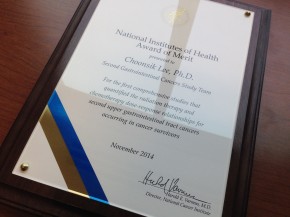 National Institutes of Health
Award of Merit
presented to
Choonsik Lee, Ph.D.
Second Gastrointestinal Cancers Study Team
For the first comprehensive studies that
quantified the radiation therapy and
chemotherapy dose-response relationships for
second upper gastrointestinal tract cancers
occurring in cancer survivors
November 2014
Harold E. Varmus, M.D.
Director, National Cancer Institute